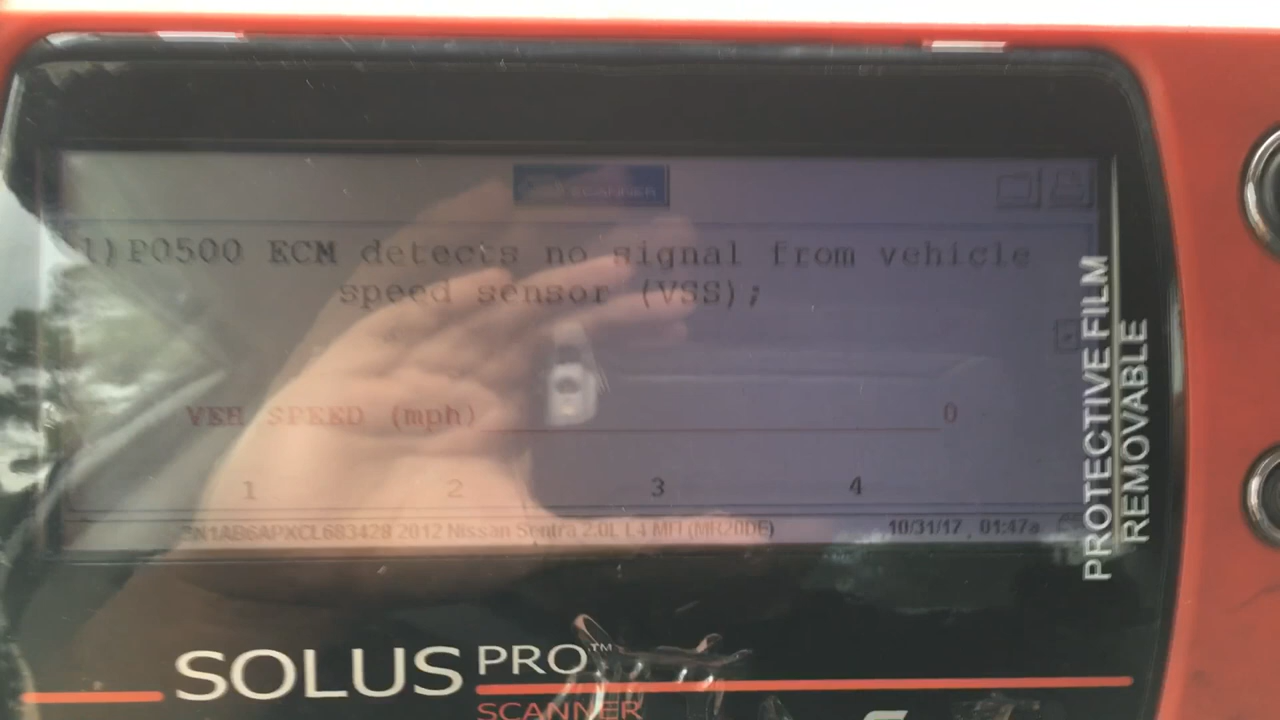 SCANNER
1)P0500 ECM detects no signal from vehicle
speed sensor (VSS);
VEH SPEED (mph) 0
1 2 3 4
3N1AB6APXCL683428 2012 Nissan Sentra 2.0L L4 MFI (MR20DE) 10/31/17 , 01:47a
PROTECTIVE FILM
REMOVABLE
SOLUS PRO™
SCANNER